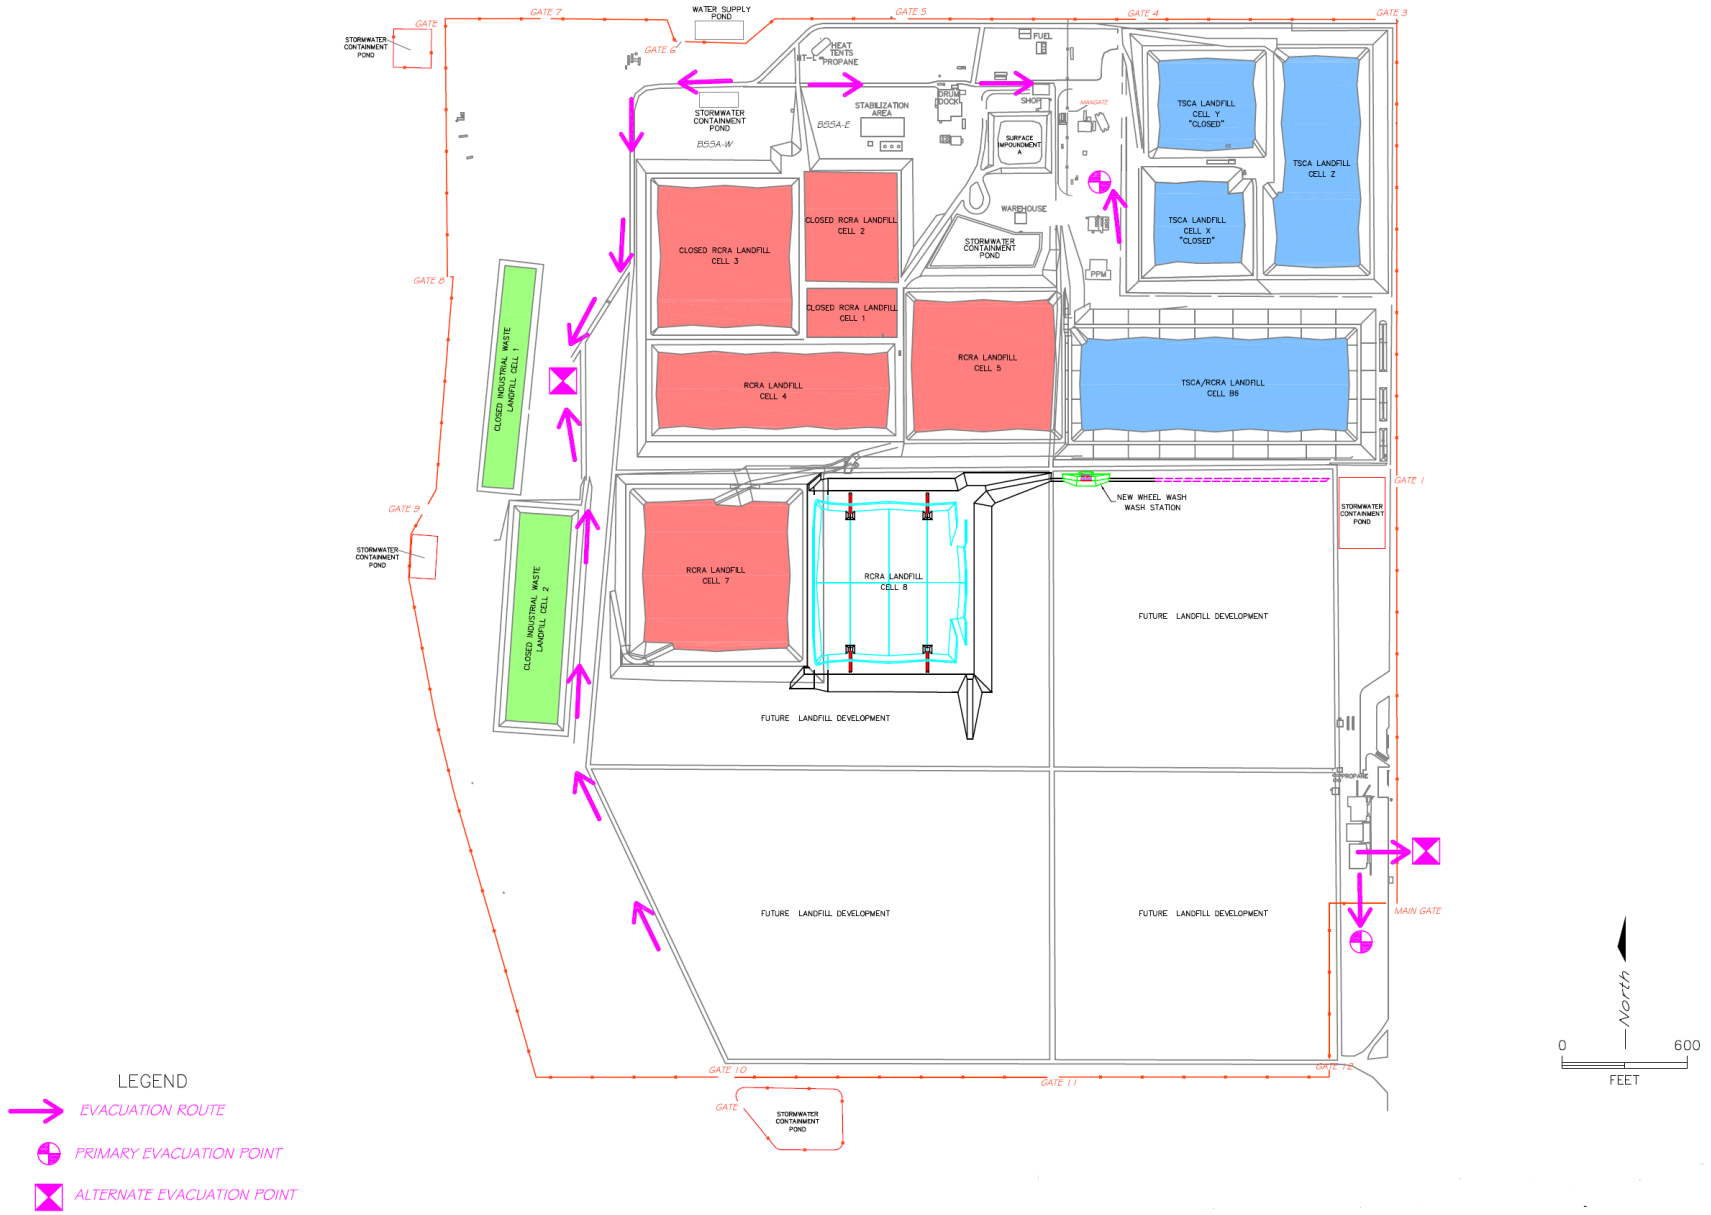 GATE 7
WATER SUPPLY
POND
GATE 5
GATE 4
GATE 3
GATE
STORMWATER
CONTAINMENT
POND
GATE 6
HEAT
TENTS
PROPANE
FUEL
DRUM
DOCK
SHOP
MANGATE
STORMWATER
CONTAINMENT
POND
STABILIZATION
AREA
BSSA-E
BSSA-W
SURFACE
IMPOUNDMENT
A
TSCA LANDFILL
CELL Y
"CLOSED"
TSCA LANDFILL
CELL Z
TSCA LANDFILL
CELL X
"CLOSED"
WAREHOUSE
STORMWATER
CONTAINMENT
POND
PPM
CLOSED RCRA LANDFILL
CELL 3
CLOSED RCRA LANDFILL
CELL 2
CLOSED RCRA LANDFILL
CELL 1
GATE 8
CLOSED INDUSTRIAL WASTE
LANDFILL CELL 1
RCRA LANDFILL
CELL 4
RCRA LANDFILL
CELL 5
TSCA/RCRA LANDFILL
CELL B6
GATE 1
NEW WHEEL WASH
WASH STATION
STORMWATER
CONTAINMENT
POND
GATE 9
STORMWATER
CONTAINMENT
POND
CLOSED INDUSTRIAL WASTE
LANDFILL CELL 2
RCRA LANDFILL
CELL 7
RCRA LANDFILL
CELL 8
FUTURE LANDFILL DEVELOPMENT
FUTURE LANDFILL DEVELOPMENT
PROPANE
FUTURE LANDFILL DEVELOPMENT
FUTURE LANDFILL DEVELOPMENT
MAIN GATE
North
0 600
FEET
GATE 10
GATE 11
GATE 12
GATE
STORMWATER
CONTAINMENT
POND
LEGEND
EVACUATION ROUTE
PRIMARY EVACUATION POINT
ALTERNATE EVACUATION POINT